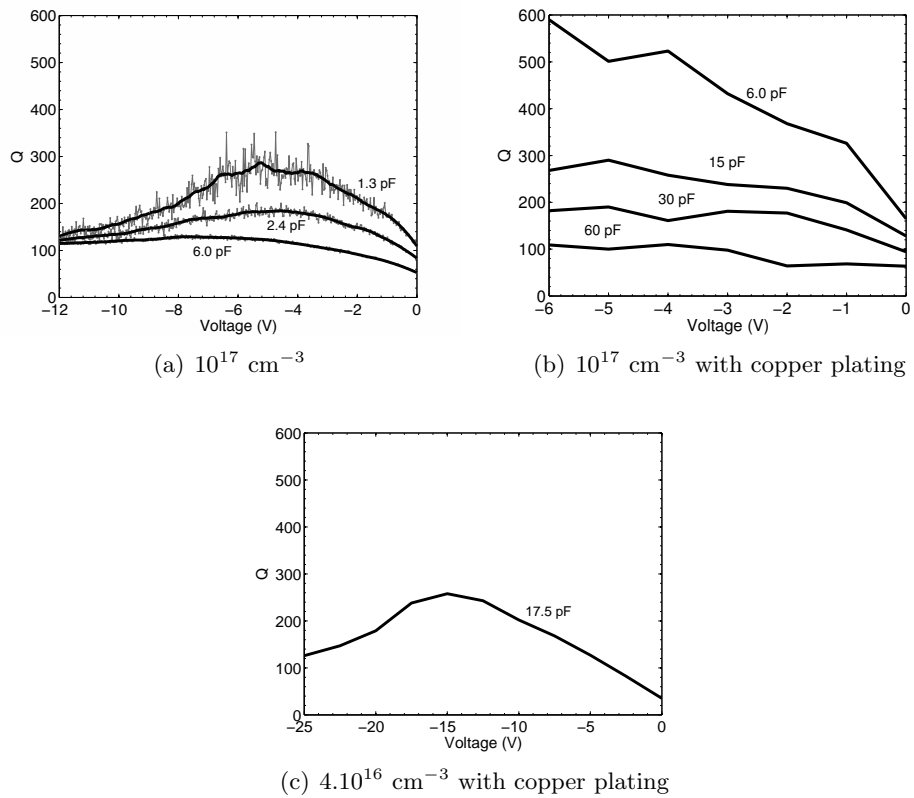 600
500
400
300
200
100
0
Q
1.3 pF
2.4 pF
6.0 pF
−12 −10 −8 −6 −4 −2 0
Voltage (V)
(a) 10^17 cm^−3
600
500
400
300
200
100
0
Q
6.0 pF
15 pF
30 pF
60 pF
−6 −5 −4 −3 −2 −1 0
Voltage (V)
(b) 10^17 cm^−3 with copper plating
600
500
400
300
200
100
0
Q
17.5 pF
−25 −20 −15 −10 −5 0
Voltage (V)
(c) 4.10^16 cm^−3 with copper plating